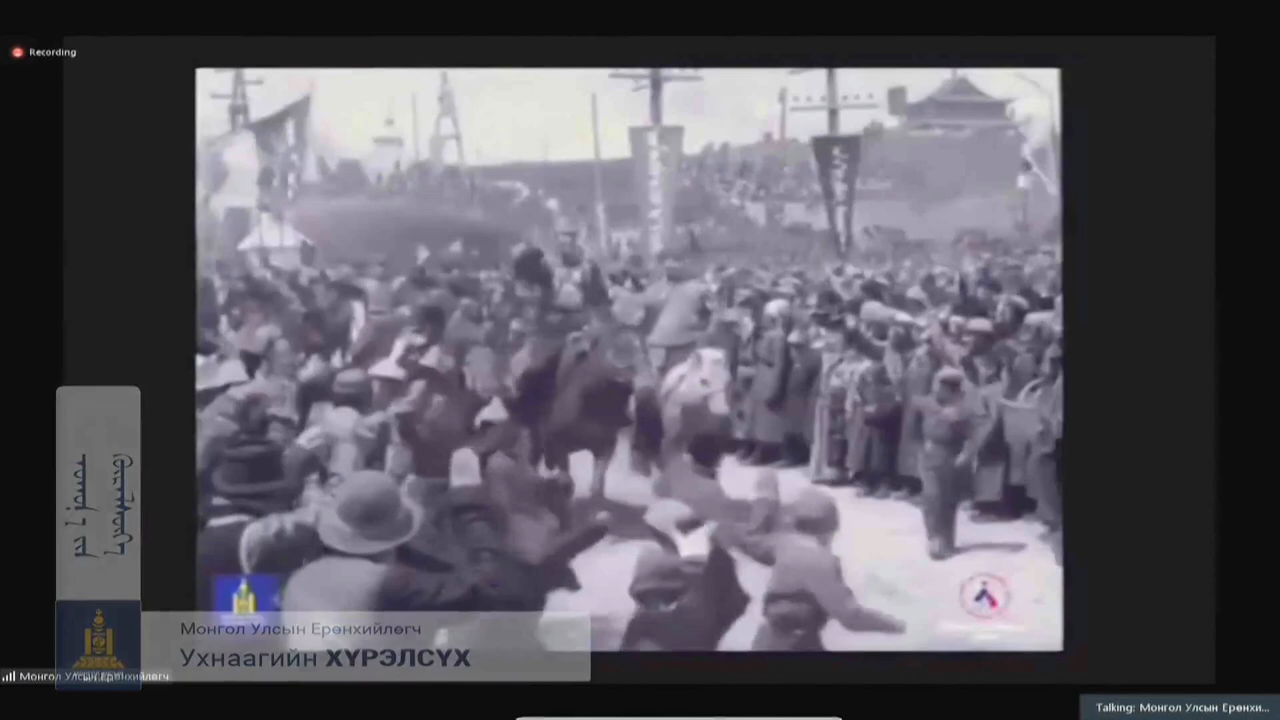 Recording
Монгол Улсын Ерөнхийлөгч
Ухнаагийн ХҮРЭЛСҮХ
Монгол Улсын Ерөнхийлөгч
Talking: Монгол Улсын Ерөнхи...